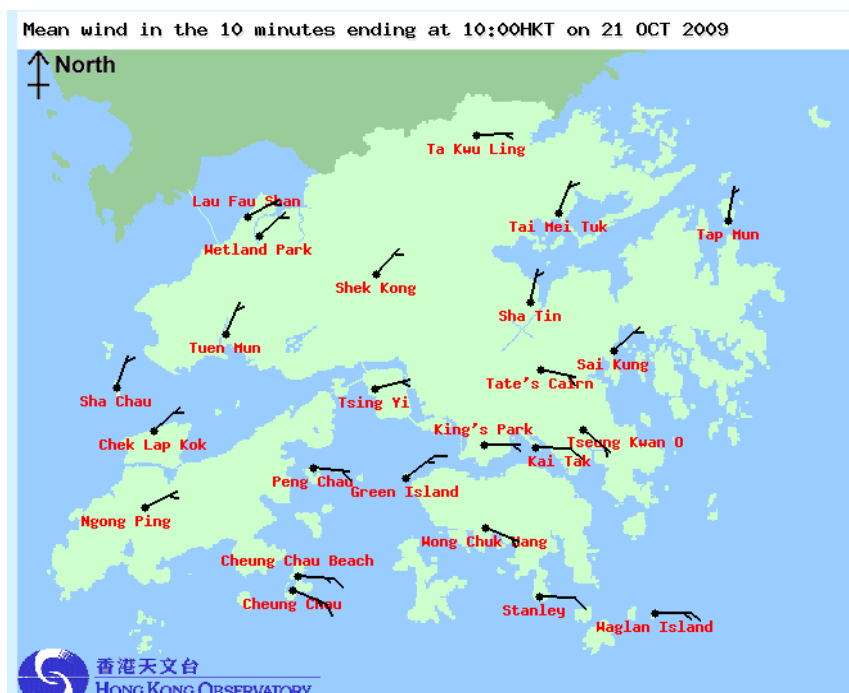 Mean wind in the 10 minutes ending at 10:00HKT on 21 OCT 2009
North
Ta Kwu Ling
Lau Fau Shan
Wetland Park
Tai Mei Tuk
Tap Mun
Shek Kong
Sha Tin
Tuen Mun
Sai Kung
Sha Chau
Tate's Cairn
Tsing Yi
Chek Lap Kok
King's Park
Tseung Kwan O
Kai Tak
Peng Chau
Green Island
Ngong Ping
Wong Chuk Hang
Cheung Chau Beach
Cheung Chau
Stanley
Waglan Island
香港天文台
HONG KONG OBSERVATORY